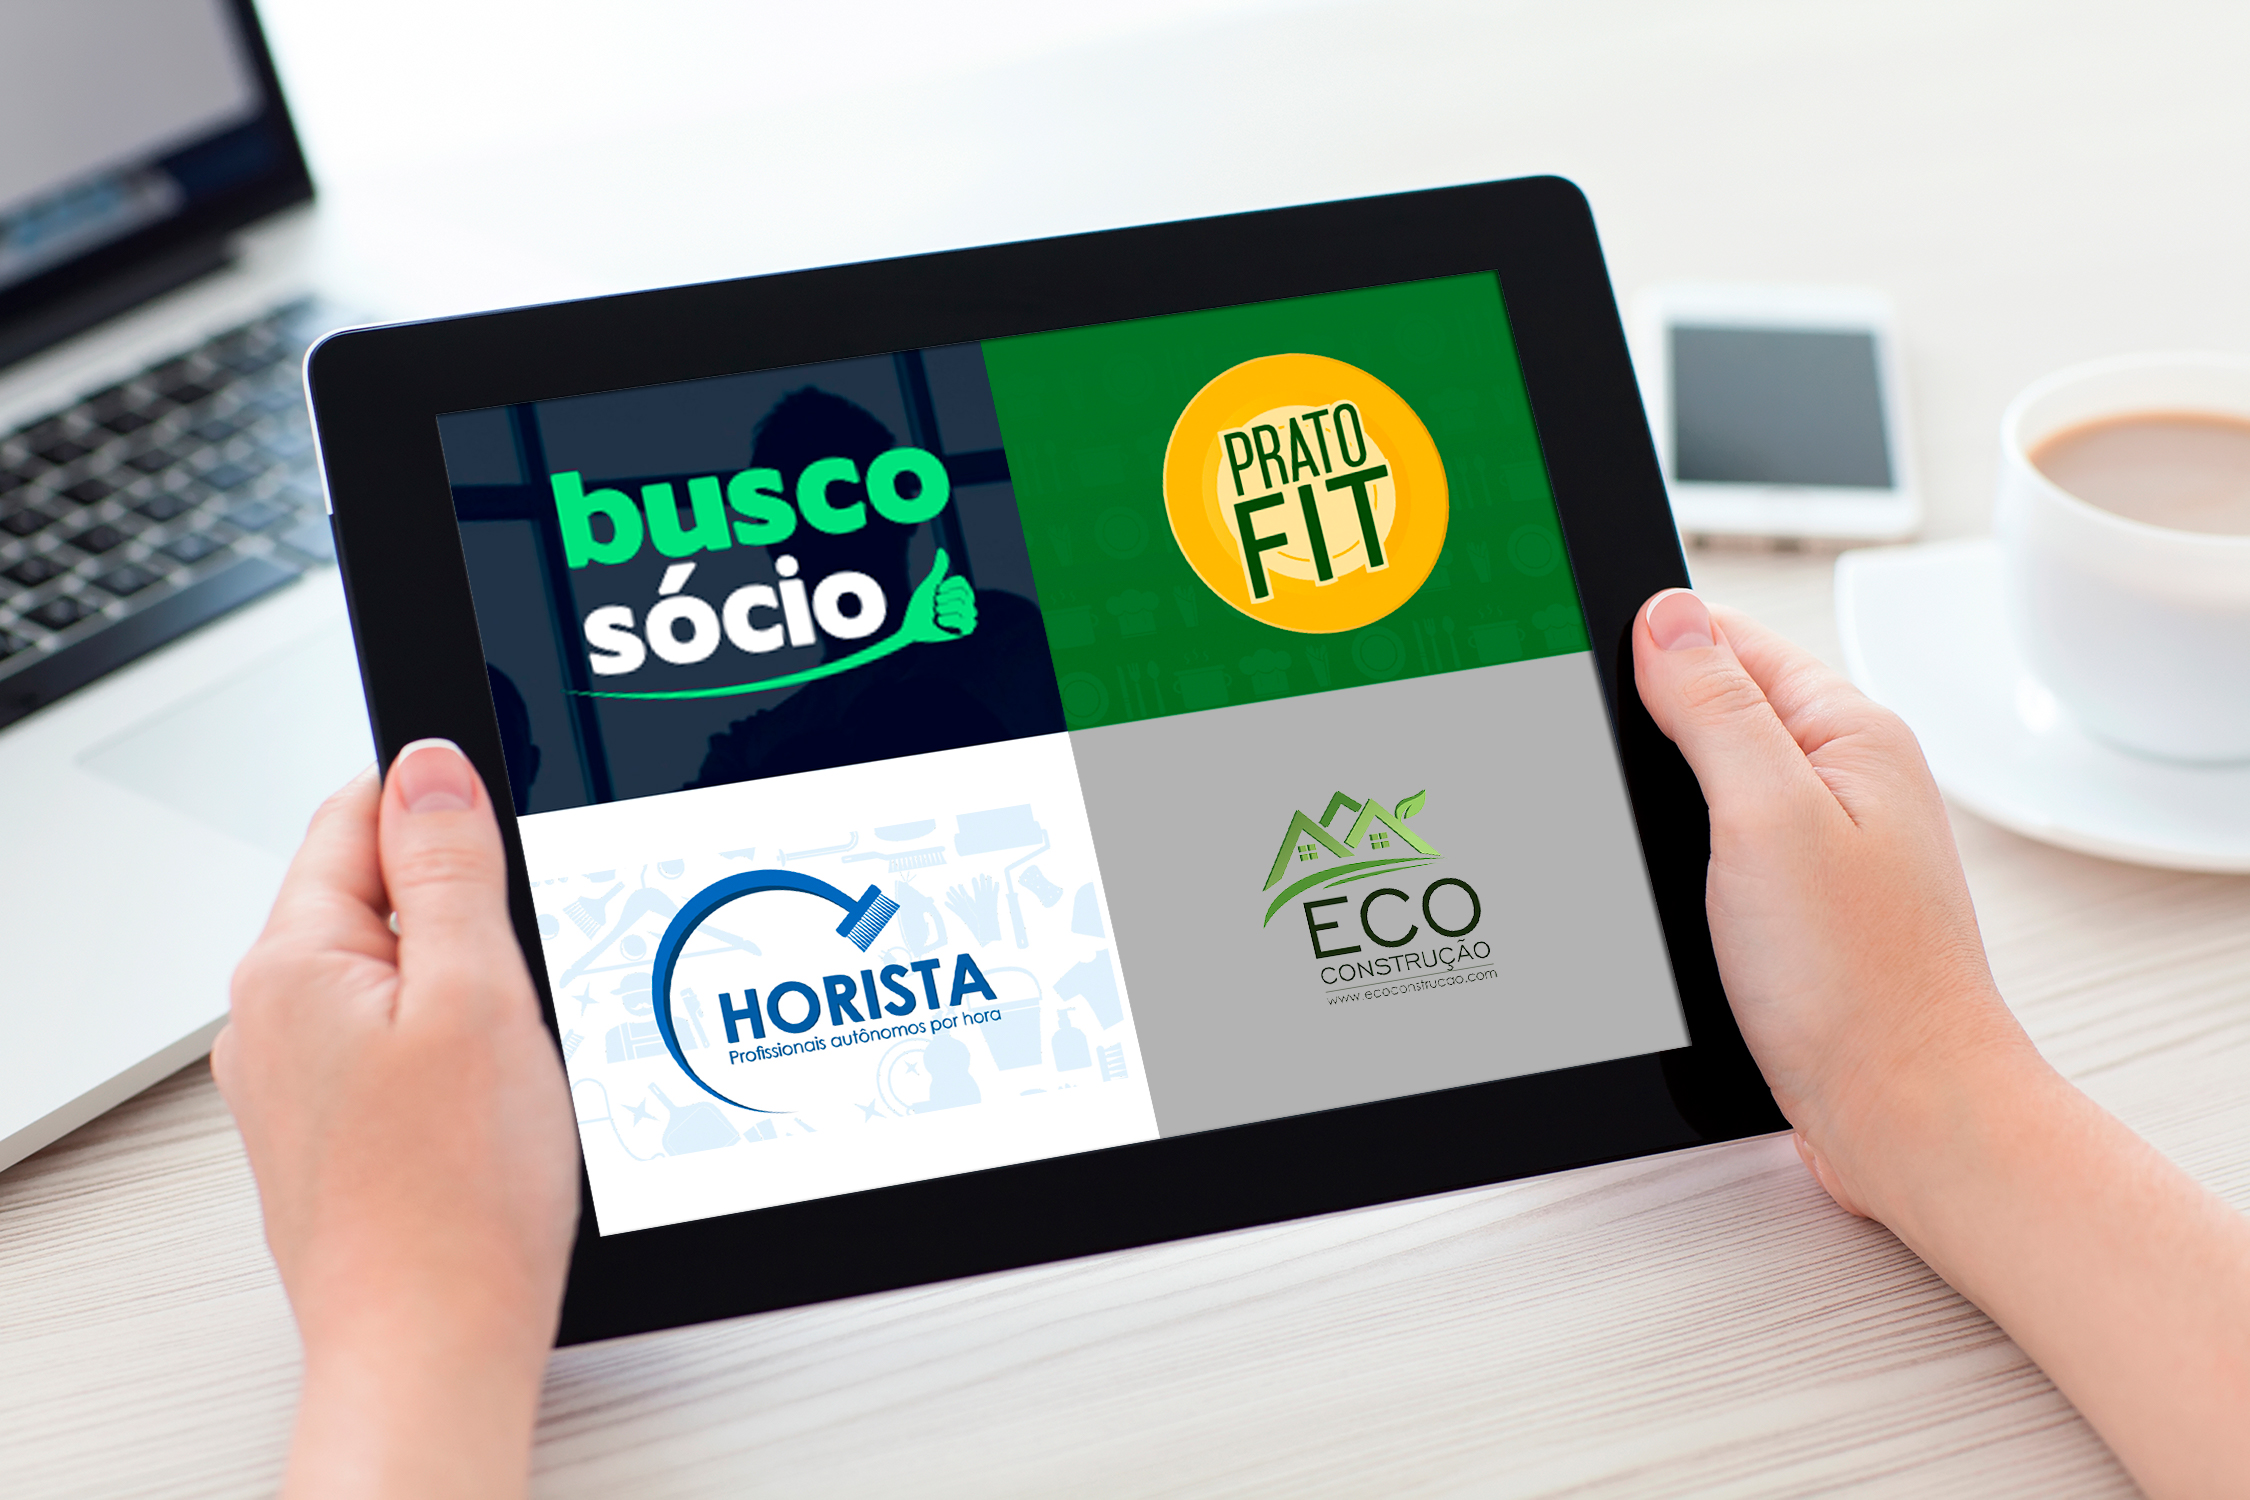 busco
sócio
PRATO
FIT
HORISTA
Profissionais autônomos por hora
ECO
CONSTRUÇÃO
www.ecoconstrucao.com